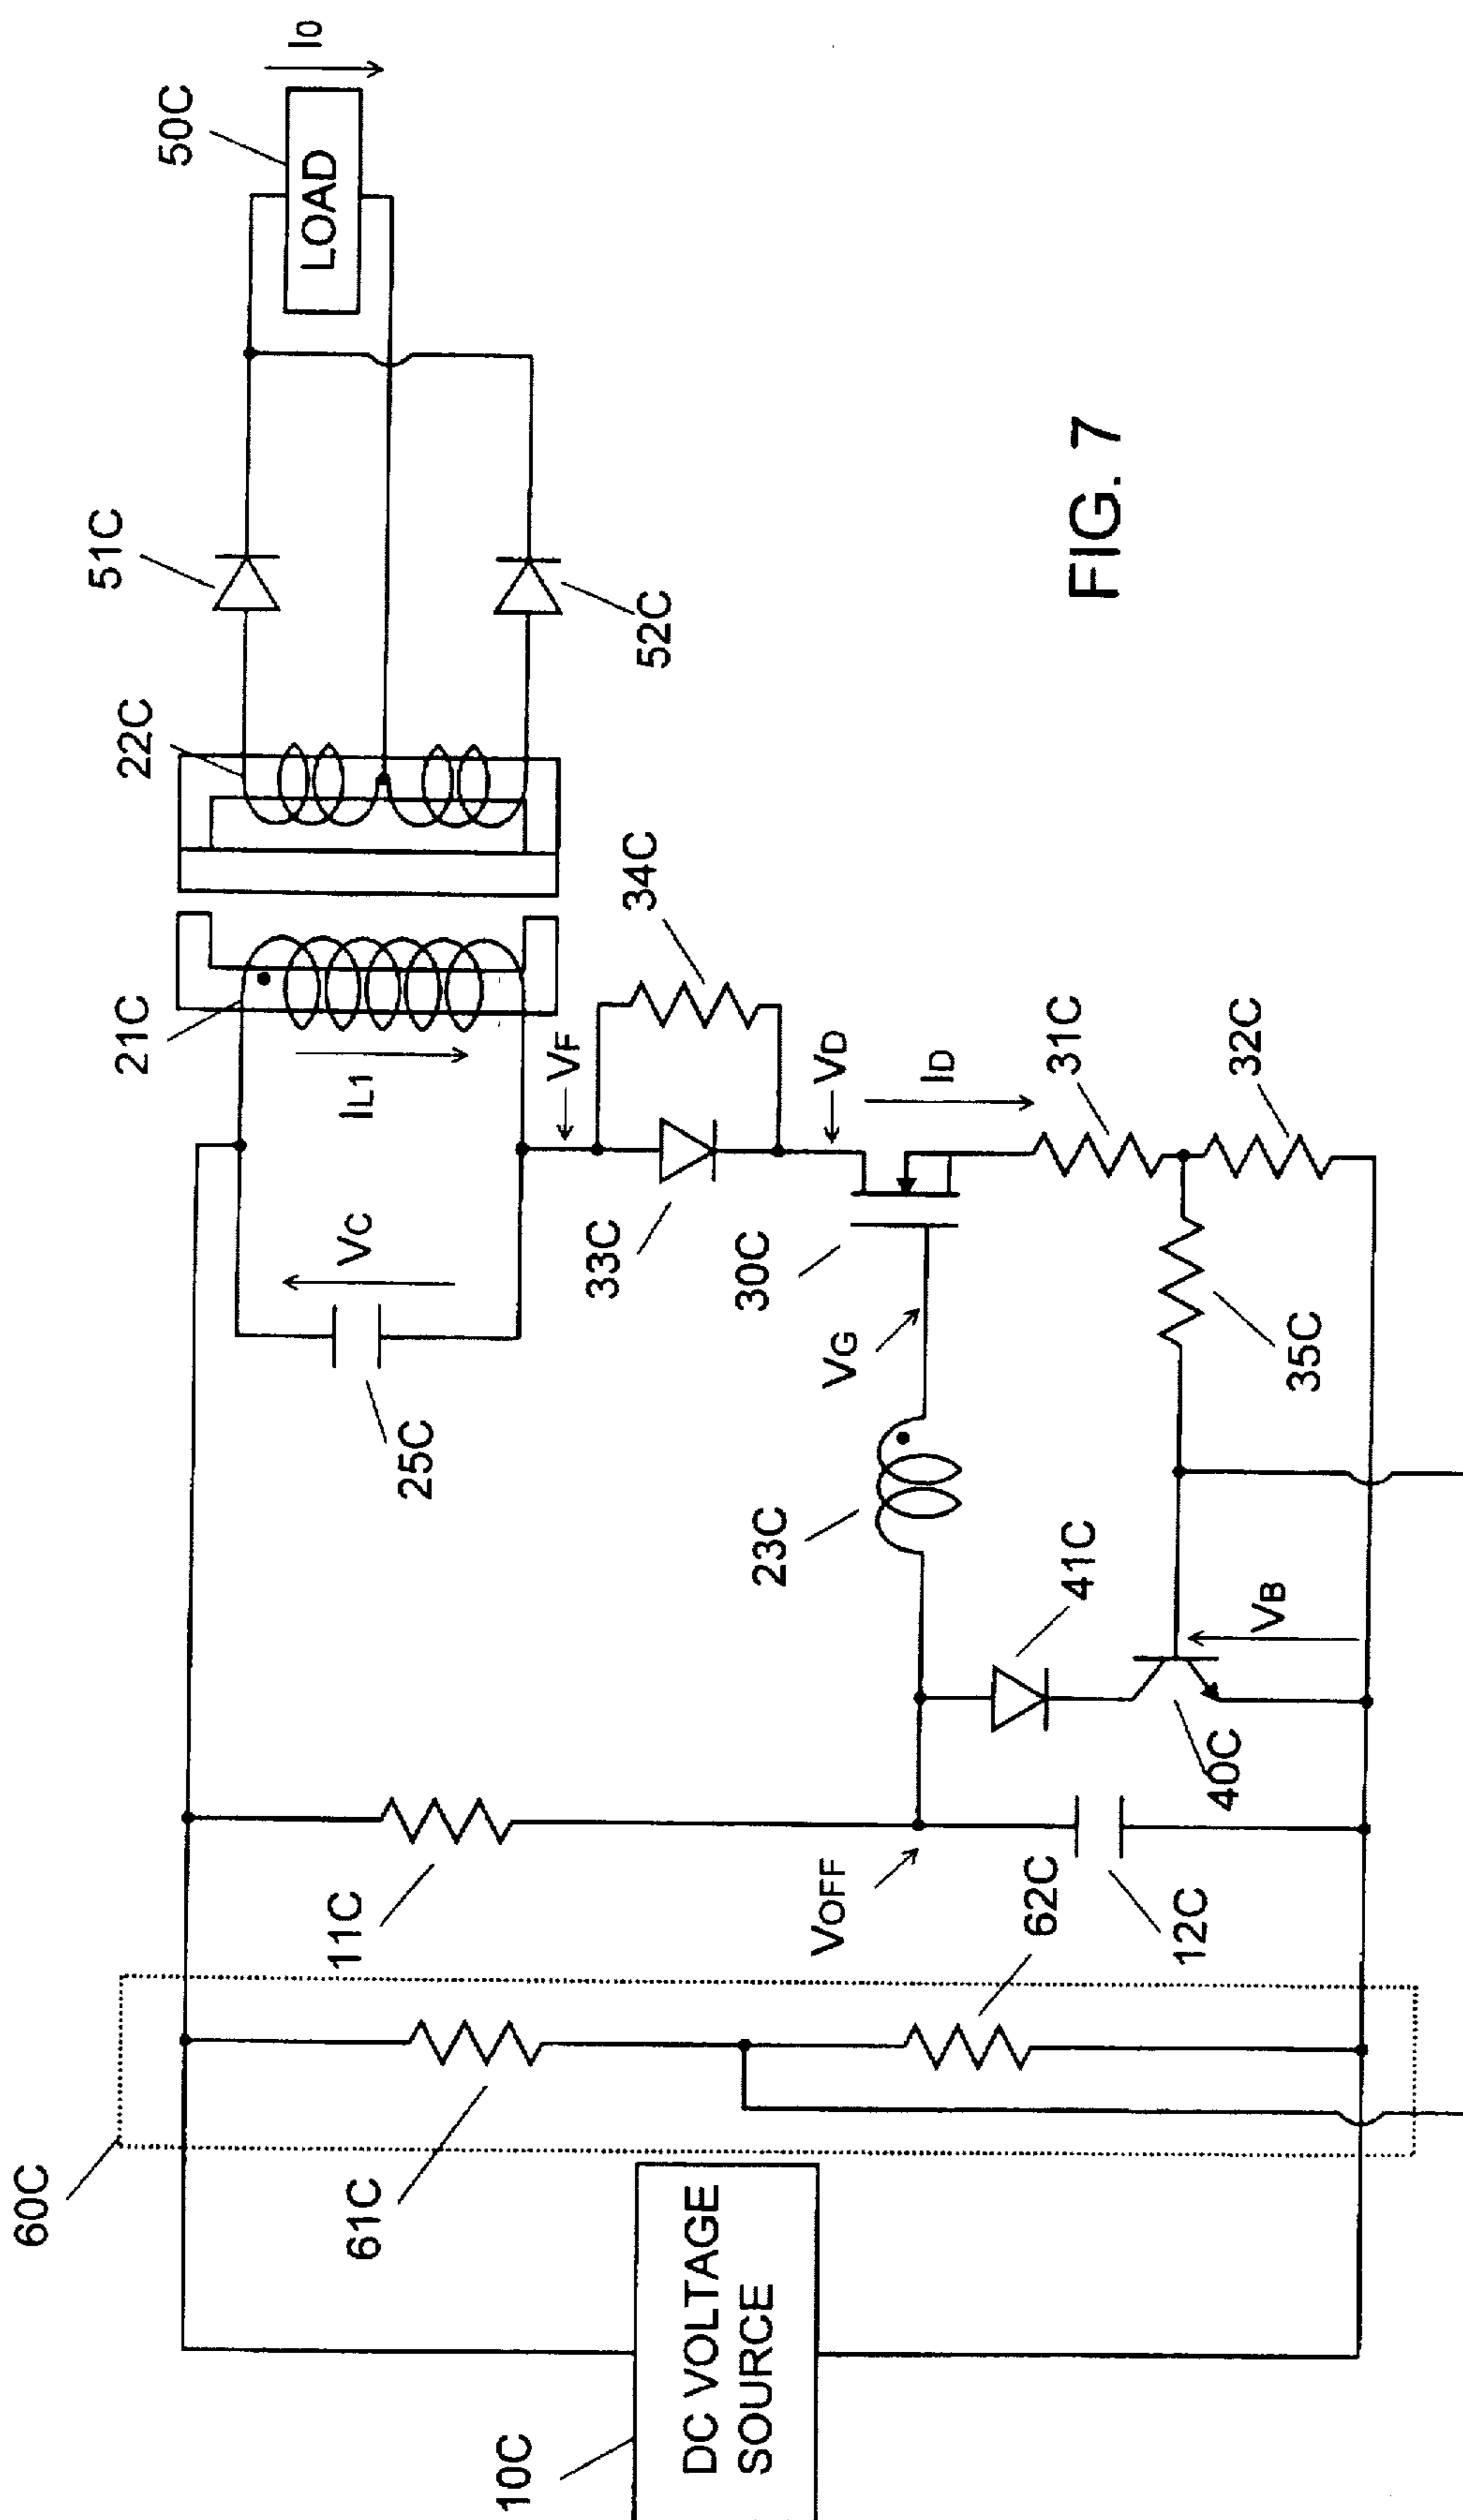 60C
10C
DC VOLTAGE
SOURCE
61C
62C
11C
VOFF
12C
40C
41C
VB
23C
25C
VC
VG
35C
30C
33C
IL1
21C
VF
34C
VD
ID
31C
32C
22C
51C
52C
50C
LOAD
IO
FIG. 7